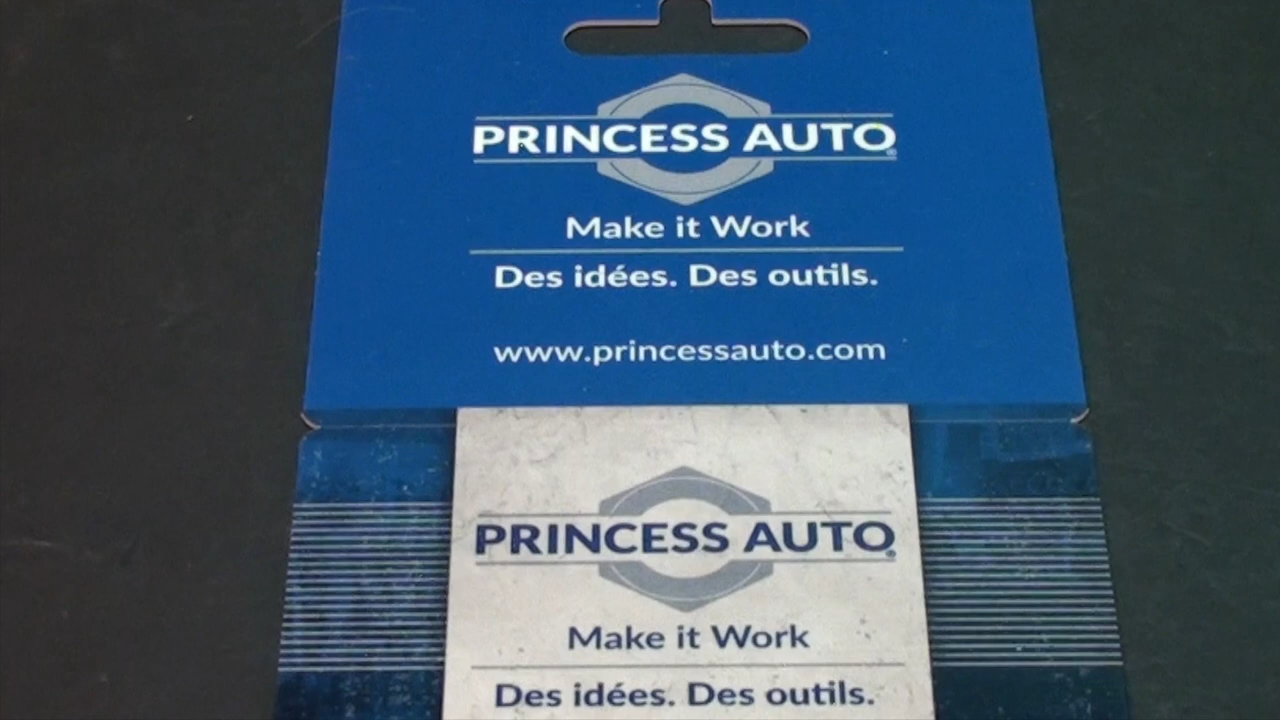 PRINCESS AUTO®
Make it Work
Des idées. Des outils.
www.princessauto.com
PRINCESS AUTO®
Make it Work
Des idées. Des outils.